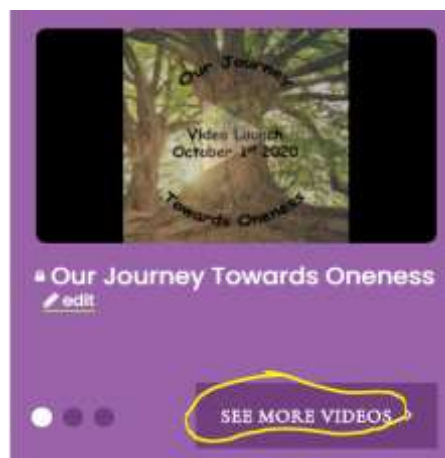 Our Journey
Video Launch
October 1st 2020
Towards Oneness
Our Journey Towards Oneness
edit
SEE MORE VIDEOS >